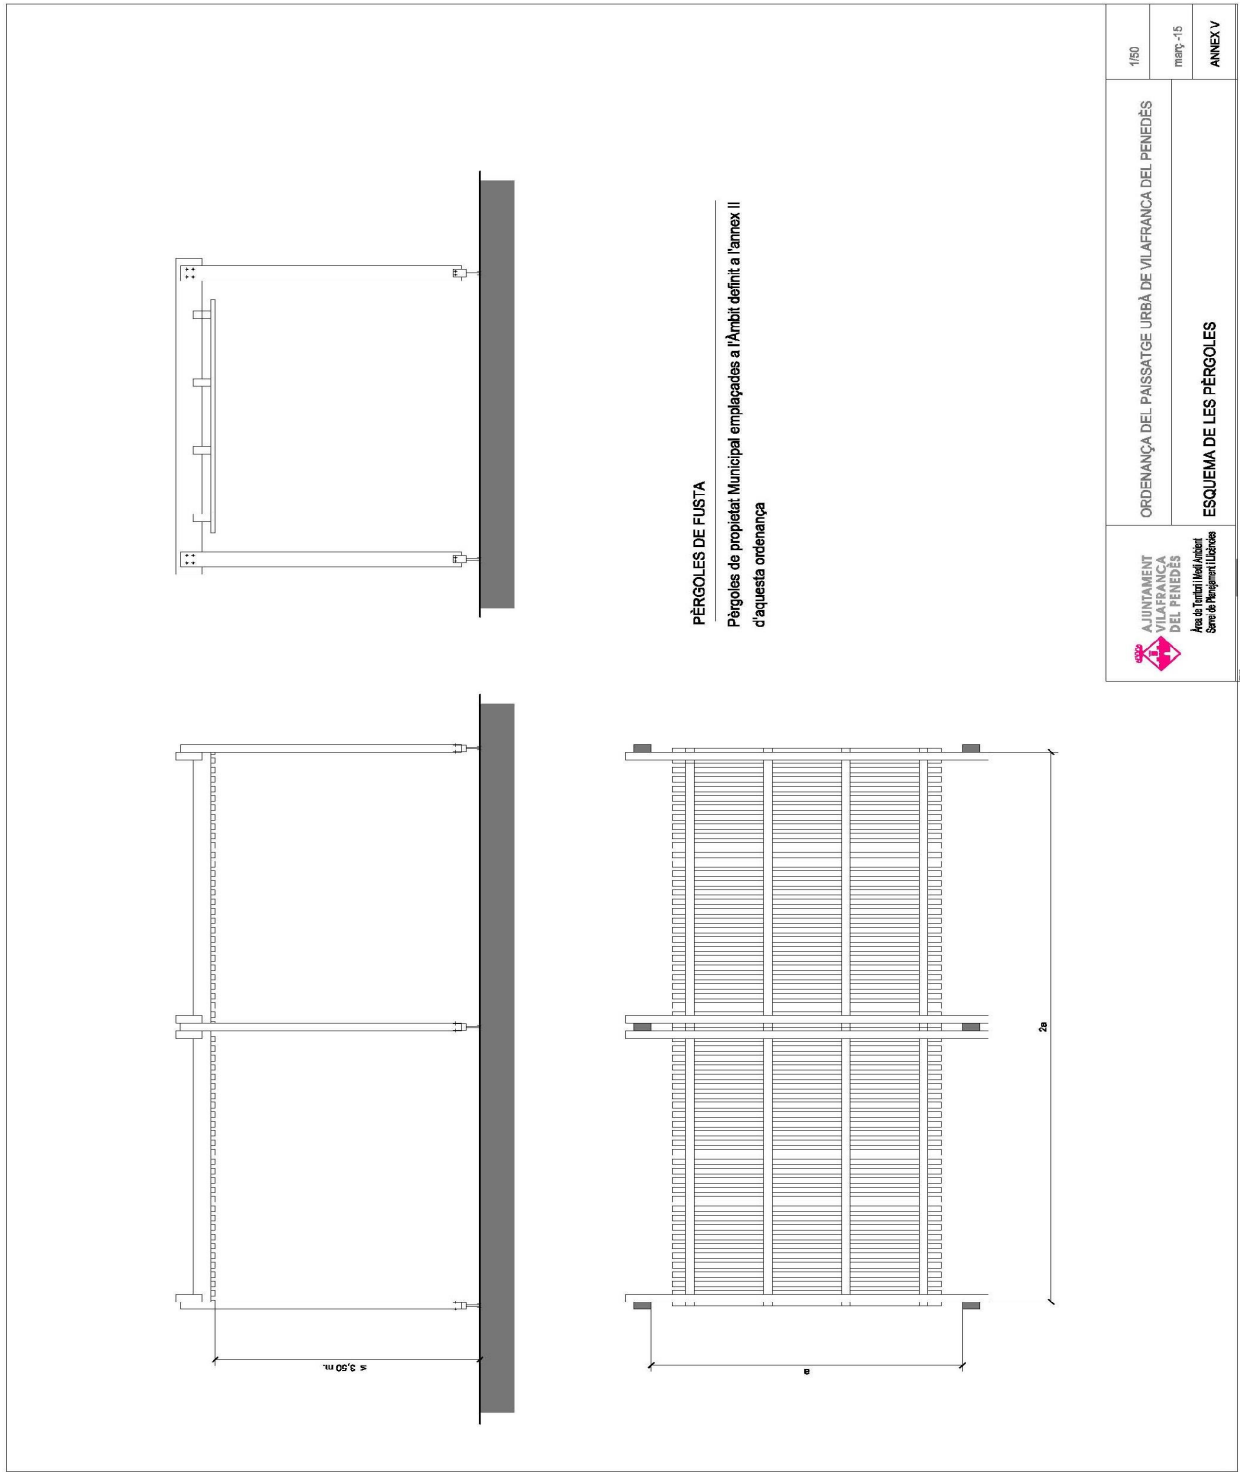 ≤ 3,50 m.
a
2a
PÈRGOLES DE FUSTA
Pèrgoles de propietat Municipal emplaçades a l'Àmbit definit a l'annex II
d'aquesta ordenança
AJUNTAMENT
VILAFRANCA
DEL PENEDÈS
Àrea de Territori i Medi Ambient
Servei de Planejament i Llicències
ORDENANÇA DEL PAISSATGE URBÀ DE VILAFRANCA DEL PENEDÈS
ESQUEMA DE LES PÈRGOLES
1/50
març -15
ANNEX V